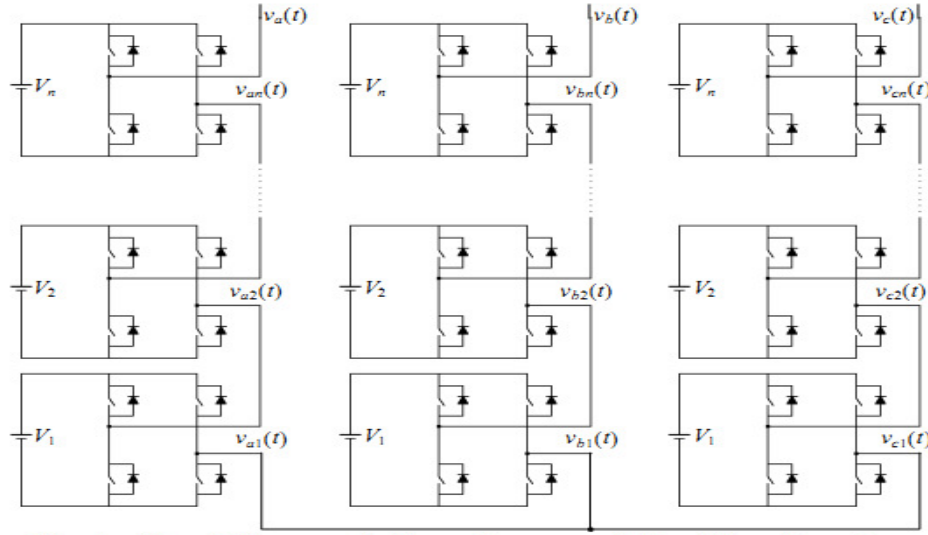 v_a(t) v_b(t) v_c(t)
V_n v_an(t) V_n v_bn(t) V_n v_cn(t)
V_2 v_a2(t) V_2 v_b2(t) V_2 v_c2(t)
V_1 v_a1(t) V_1 v_b1(t) V_1 v_c1(t)